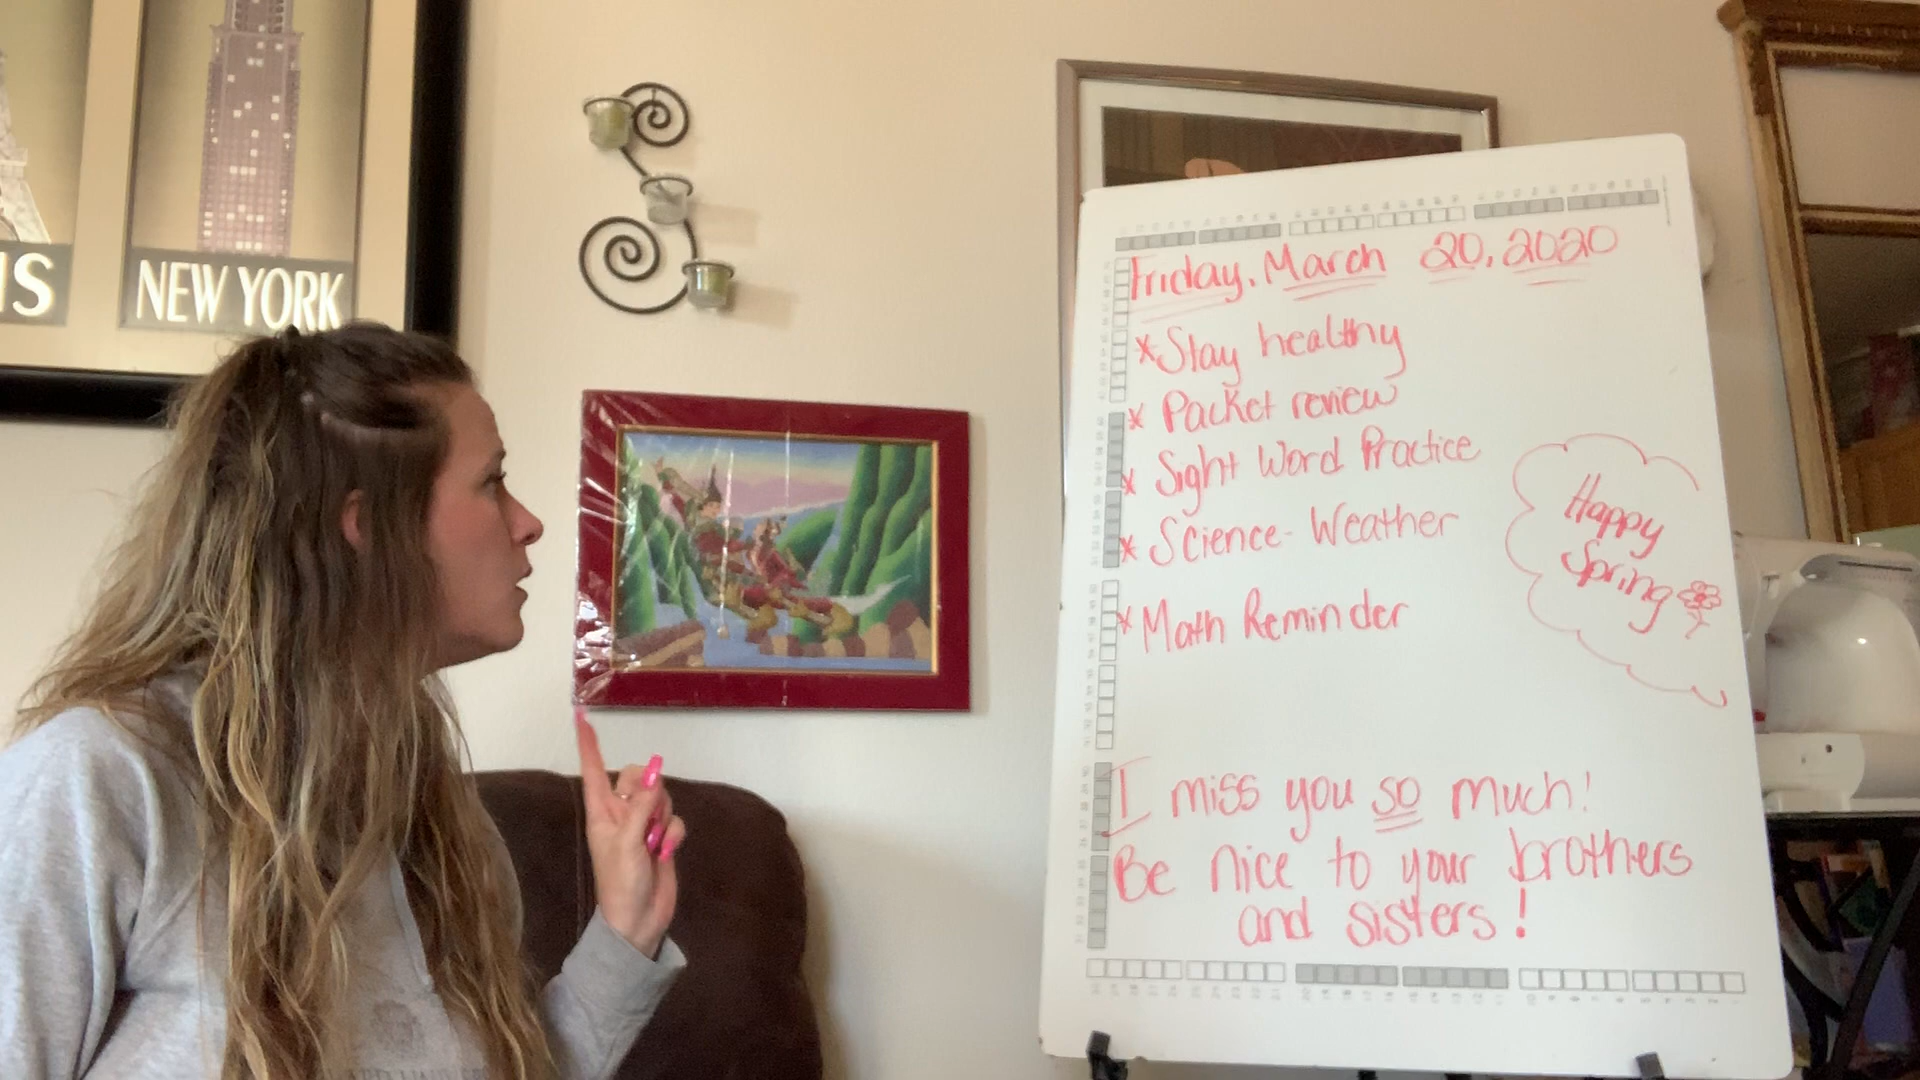 IS
NEW YORK
Friday, March 20, 2020
* Stay healthy
* Packet review
* Sight Word Practice
* Science - Weather
* Math Reminder
Happy
Spring
I miss you so much!
Be nice to your brothers
and sisters!